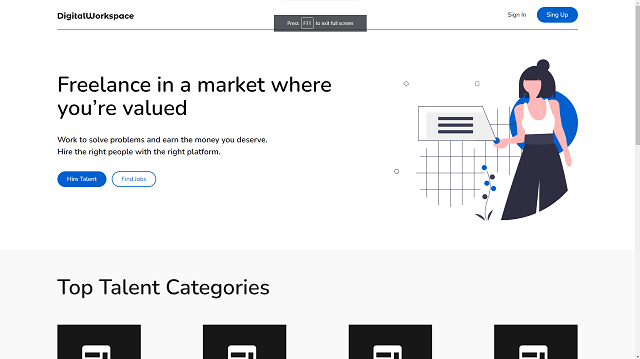 DigitalWorkspace
Press F11 to exit full screen
Sign In
Sing Up
Freelance in a market where
you're valued
Work to solve problems and earn the money you deserve.
Hire the right people with the right platform.
Hire Talent
Find Jobs
Top Talent Categories